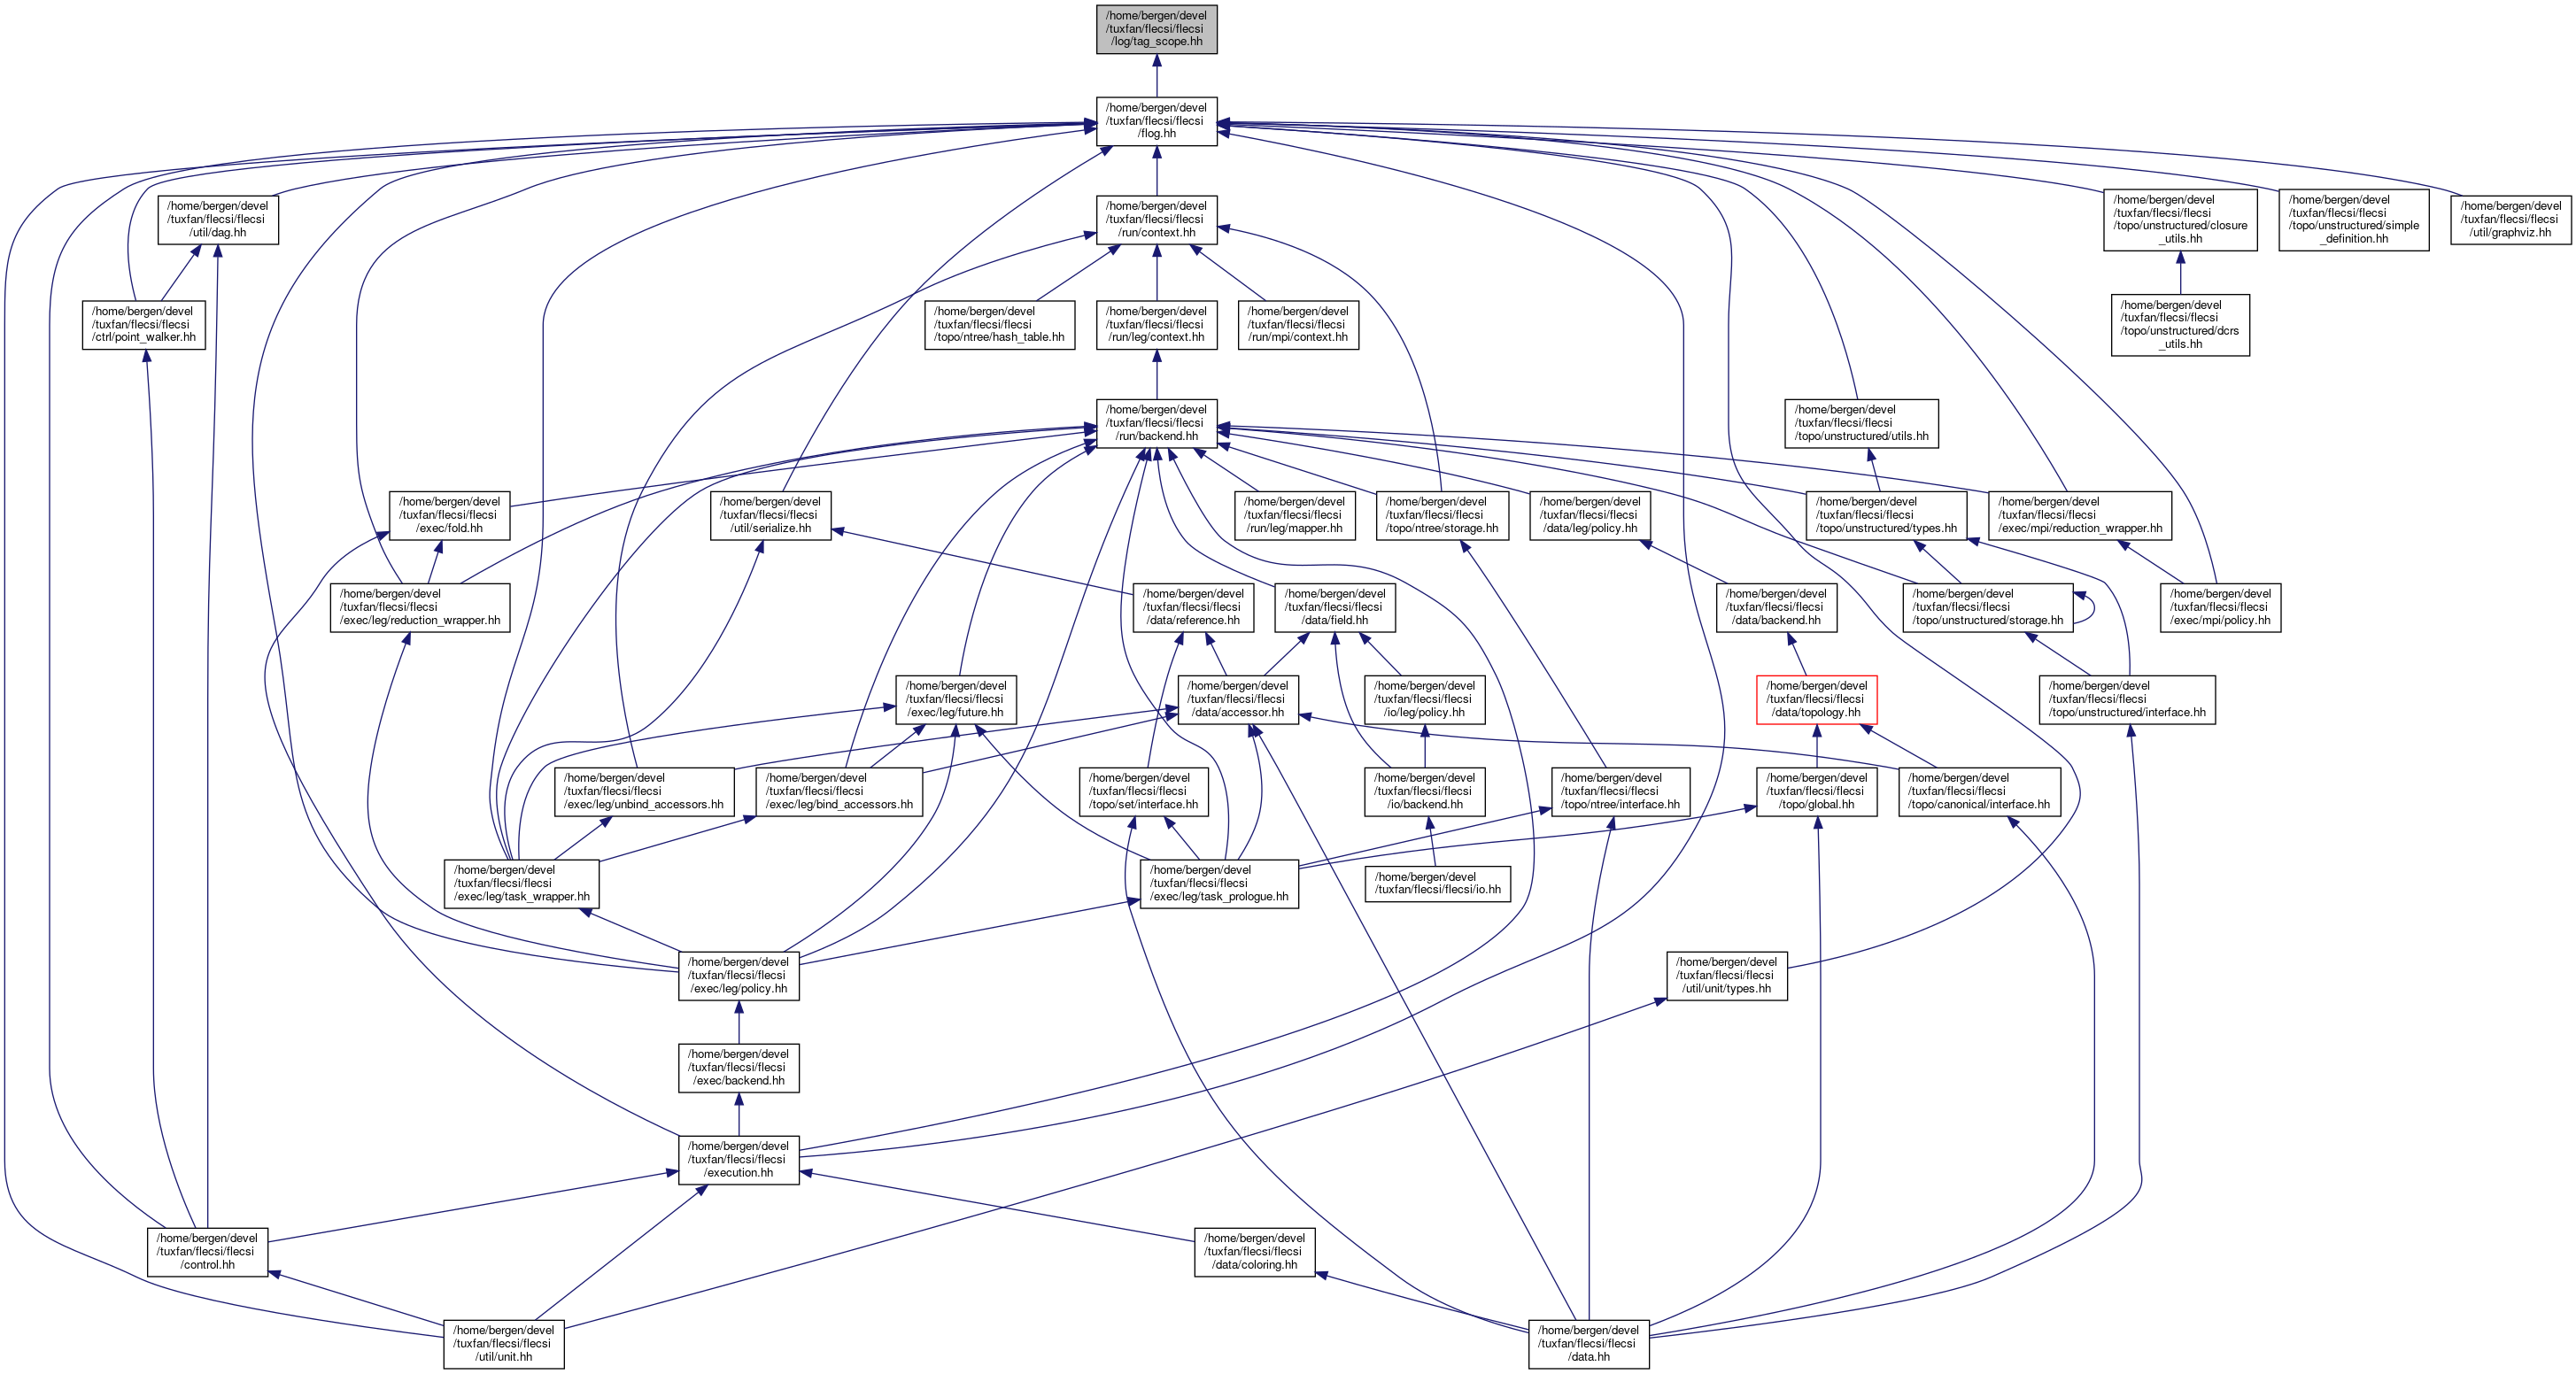 /home/bergen/devel
/tuxfan/flecsi/flecsi
/log/tag_scope.hh
/home/bergen/devel
/tuxfan/flecsi/flecsi
/flog.hh
/home/bergen/devel
/tuxfan/flecsi/flecsi
/util/dag.hh
/home/bergen/devel
/tuxfan/flecsi/flecsi
/run/context.hh
/home/bergen/devel
/tuxfan/flecsi/flecsi
/topo/unstructured/closure
_utils.hh
/home/bergen/devel
/tuxfan/flecsi/flecsi
/topo/unstructured/simple
_definition.hh
/home/bergen/devel
/tuxfan/flecsi/flecsi
/util/graphviz.hh
/home/bergen/devel
/tuxfan/flecsi/flecsi
/ctrl/point_walker.hh
/home/bergen/devel
/tuxfan/flecsi/flecsi
/topo/ntree/hash_table.hh
/home/bergen/devel
/tuxfan/flecsi/flecsi
/run/leg/context.hh
/home/bergen/devel
/tuxfan/flecsi/flecsi
/run/mpi/context.hh
/home/bergen/devel
/tuxfan/flecsi/flecsi
/topo/unstructured/dcrs
_utils.hh
/home/bergen/devel
/tuxfan/flecsi/flecsi
/run/backend.hh
/home/bergen/devel
/tuxfan/flecsi/flecsi
/topo/unstructured/utils.hh
/home/bergen/devel
/tuxfan/flecsi/flecsi
/exec/fold.hh
/home/bergen/devel
/tuxfan/flecsi/flecsi
/util/serialize.hh
/home/bergen/devel
/tuxfan/flecsi/flecsi
/run/leg/mapper.hh
/home/bergen/devel
/tuxfan/flecsi/flecsi
/topo/ntree/storage.hh
/home/bergen/devel
/tuxfan/flecsi/flecsi
/data/leg/policy.hh
/home/bergen/devel
/tuxfan/flecsi/flecsi
/topo/unstructured/types.hh
/home/bergen/devel
/tuxfan/flecsi/flecsi
/exec/mpi/reduction_wrapper.hh
/home/bergen/devel
/tuxfan/flecsi/flecsi
/exec/leg/reduction_wrapper.hh
/home/bergen/devel
/tuxfan/flecsi/flecsi
/data/reference.hh
/home/bergen/devel
/tuxfan/flecsi/flecsi
/data/field.hh
/home/bergen/devel
/tuxfan/flecsi/flecsi
/data/backend.hh
/home/bergen/devel
/tuxfan/flecsi/flecsi
/topo/unstructured/storage.hh
/home/bergen/devel
/tuxfan/flecsi/flecsi
/exec/mpi/policy.hh
/home/bergen/devel
/tuxfan/flecsi/flecsi
/exec/leg/future.hh
/home/bergen/devel
/tuxfan/flecsi/flecsi
/data/accessor.hh
/home/bergen/devel
/tuxfan/flecsi/flecsi
/io/leg/policy.hh
/home/bergen/devel
/tuxfan/flecsi/flecsi
/data/topology.hh
/home/bergen/devel
/tuxfan/flecsi/flecsi
/topo/unstructured/interface.hh
/home/bergen/devel
/tuxfan/flecsi/flecsi
/exec/leg/unbind_accessors.hh
/home/bergen/devel
/tuxfan/flecsi/flecsi
/exec/leg/bind_accessors.hh
/home/bergen/devel
/tuxfan/flecsi/flecsi
/topo/set/interface.hh
/home/bergen/devel
/tuxfan/flecsi/flecsi
/io/backend.hh
/home/bergen/devel
/tuxfan/flecsi/flecsi
/topo/ntree/interface.hh
/home/bergen/devel
/tuxfan/flecsi/flecsi
/topo/global.hh
/home/bergen/devel
/tuxfan/flecsi/flecsi
/topo/canonical/interface.hh
/home/bergen/devel
/tuxfan/flecsi/flecsi
/exec/leg/task_wrapper.hh
/home/bergen/devel
/tuxfan/flecsi/flecsi
/exec/leg/task_prologue.hh
/home/bergen/devel
/tuxfan/flecsi/flecsi/io.hh
/home/bergen/devel
/tuxfan/flecsi/flecsi
/exec/leg/policy.hh
/home/bergen/devel
/tuxfan/flecsi/flecsi
/util/unit/types.hh
/home/bergen/devel
/tuxfan/flecsi/flecsi
/exec/backend.hh
/home/bergen/devel
/tuxfan/flecsi/flecsi
/execution.hh
/home/bergen/devel
/tuxfan/flecsi/flecsi
/control.hh
/home/bergen/devel
/tuxfan/flecsi/flecsi
/data/coloring.hh
/home/bergen/devel
/tuxfan/flecsi/flecsi
/util/unit.hh
/home/bergen/devel
/tuxfan/flecsi/flecsi
/data.hh